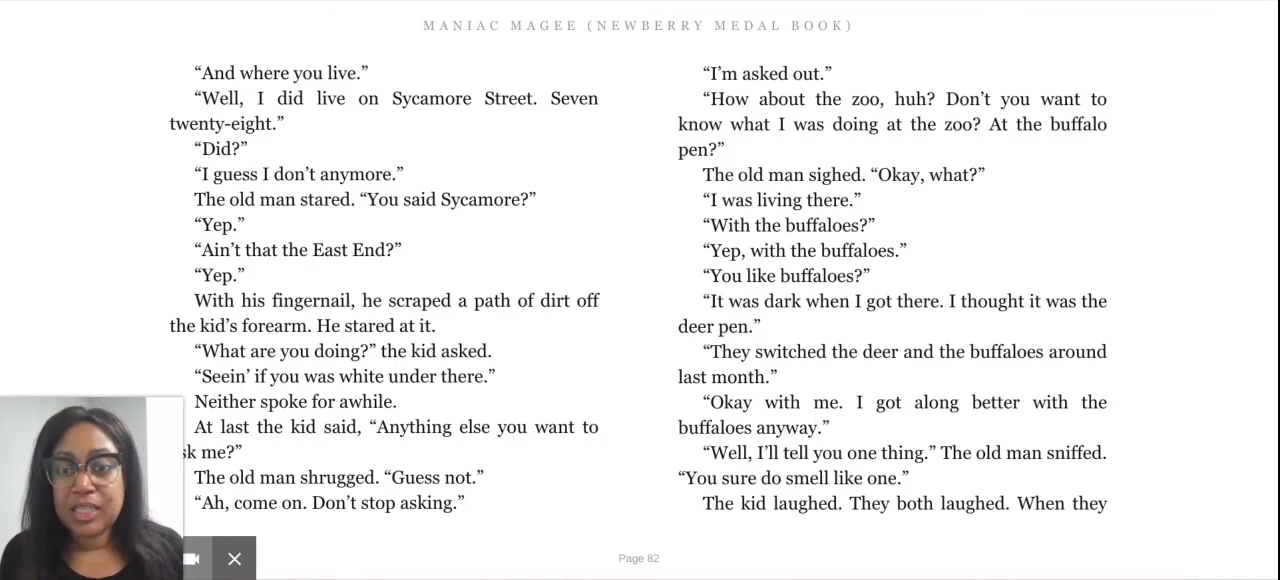 MANIAC MAGEE (NEWBERRY MEDAL BOOK)
“And where you live.”
“Well, I did live on Sycamore Street. Seven
twenty-eight.”
“Did?”
“I guess I don’t anymore.”
The old man stared. “You said Sycamore?”
“Yep.”
“Ain’t that the East End?”
“Yep.”
With his fingernail, he scraped a path of dirt off
the kid’s forearm. He stared at it.
“What are you doing?” the kid asked.
“Seein’ if you was white under there.”
Neither spoke for awhile.
At last the kid said, “Anything else you want to
sk me?”
The old man shrugged. “Guess not.”
“Ah, come on. Don’t stop asking.”
“I’m asked out.”
“How about the zoo, huh? Don’t you want to
know what I was doing at the zoo? At the buffalo
pen?”
The old man sighed. “Okay, what?”
“I was living there.”
“With the buffaloes?”
“Yep, with the buffaloes.”
“You like buffaloes?”
“It was dark when I got there. I thought it was the
deer pen.”
“They switched the deer and the buffaloes around
last month.”
“Okay with me. I got along better with the
buffaloes anyway.”
“Well, I’ll tell you one thing.” The old man sniffed.
“You sure do smell like one.”
The kid laughed. They both laughed. When they
Page 82